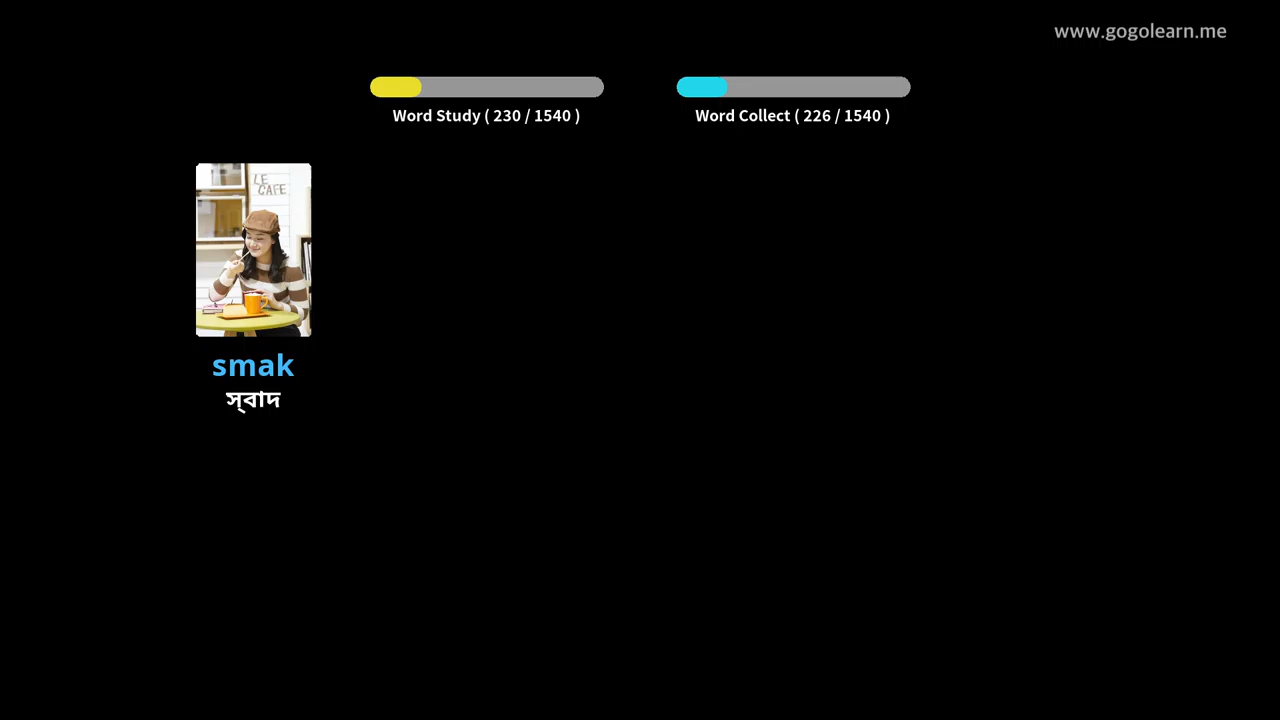 www.gogolearn.me
Word Study ( 230 / 1540 )
Word Collect ( 226 / 1540 )
LE
CAFE
smak
স্বাদ